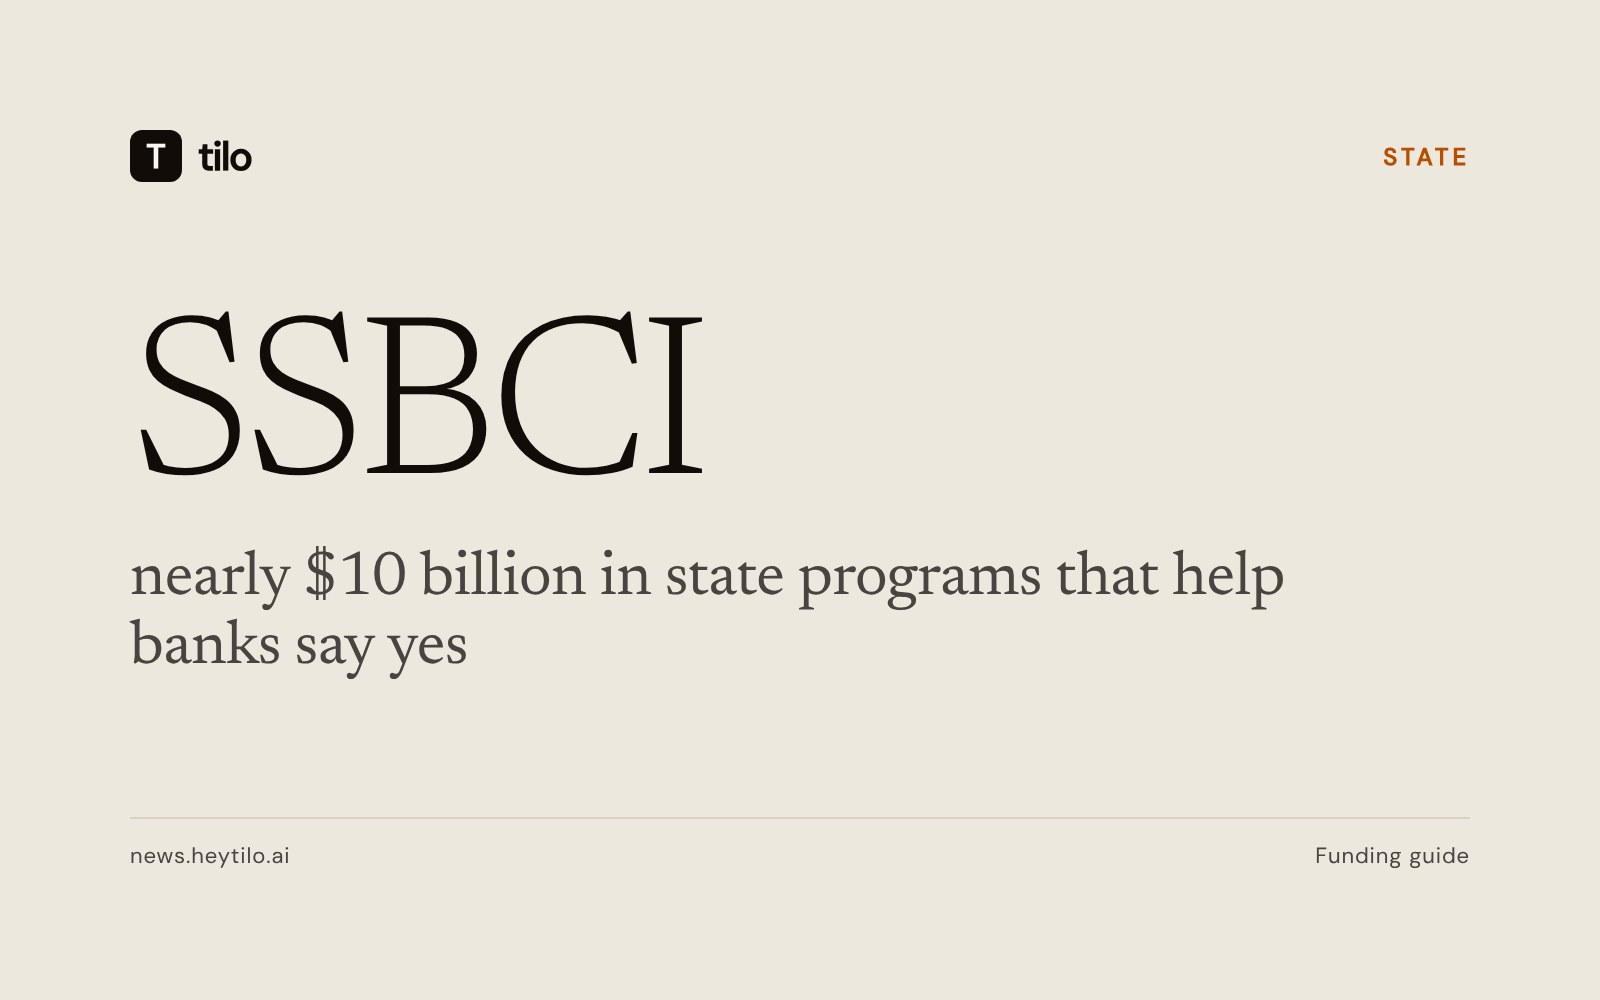 T tilo
STATE
SSBCI
nearly $10 billion in state programs that help
banks say yes
news.heytilo.ai
Funding guide